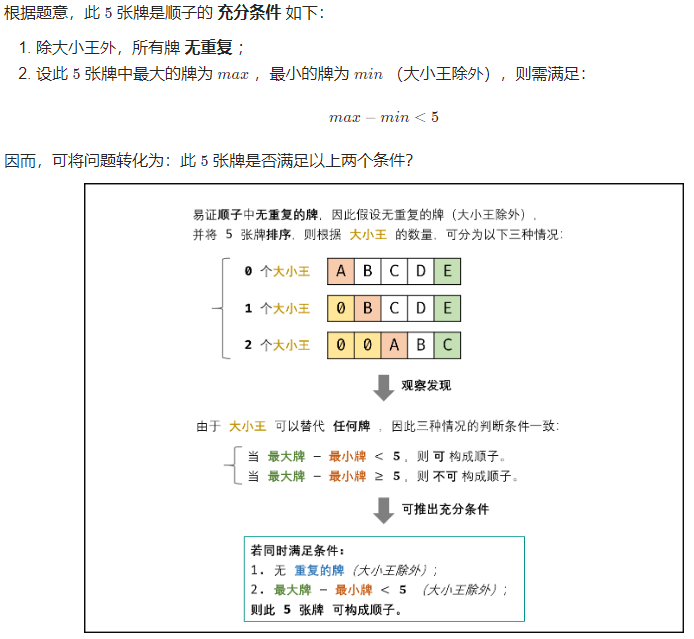 根据题意，此 5 张牌是顺子的 充分条件 如下：
1. 除大小王外，所有牌 无重复 ；
2. 设此 5 张牌中最大的牌为 max ，最小的牌为 min （大小王除外），则需满足：
max − min < 5
因而，可将问题转化为：此 5 张牌是否满足以上两个条件？
易证顺子中无重复的牌，因此假设无重复的牌（大小王除外），
并将 5 张牌排序，则根据 大小王 的数量，可分为以下三种情况：
0 个大小王 A B C D E
1 个大小王 0 B C D E
2 个大小王 0 0 A B C
观察发现
由于 大小王 可以替代 任何牌 ，因此三种情况的判断条件一致：
当 最大牌 − 最小牌 < 5，则 可 构成顺子。
当 最大牌 − 最小牌 ≥ 5，则 不可 构成顺子。
可推出充分条件
若同时满足条件：
1. 无 重复的牌（大小王除外）；
2. 最大牌 − 最小牌 < 5 （大小王除外）；
则此 5 张牌 可构成顺子。